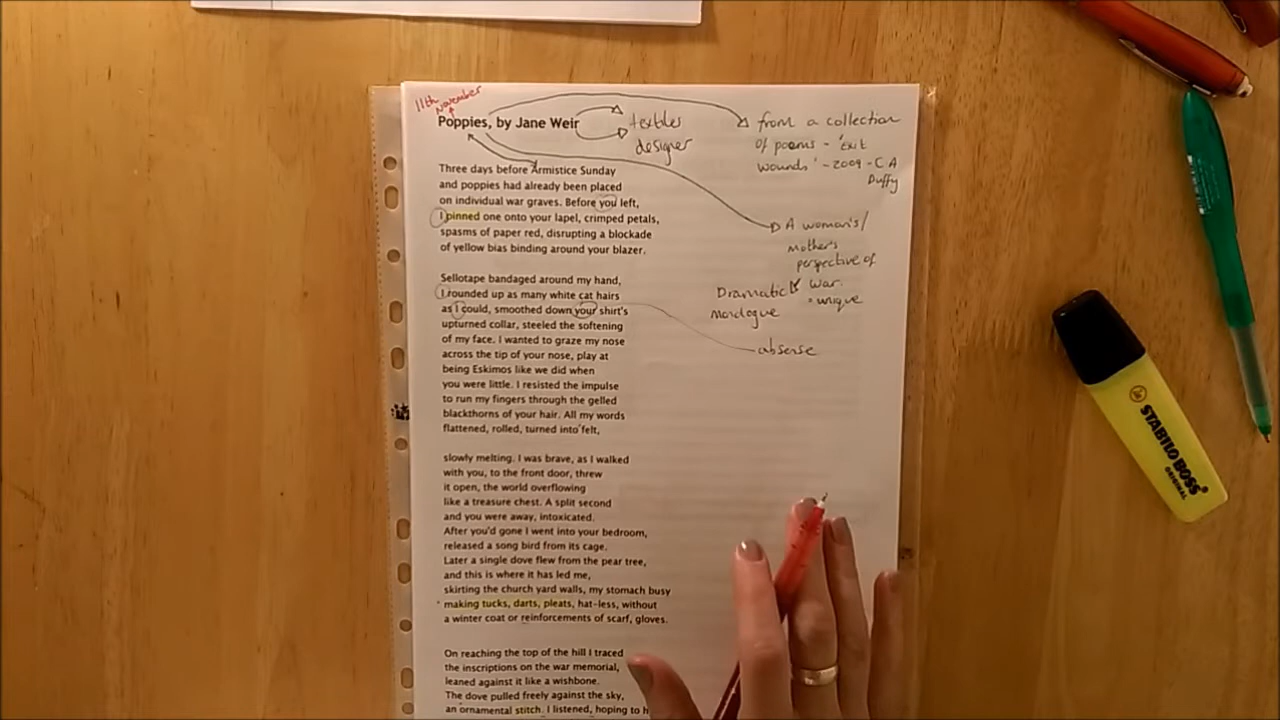 11th
November
Poppies, by Jane Weir
textiles
designer
from a collection
of poems - 'Exit
wounds' - 2009 - C A
Duffy
Three days before Armistice Sunday
and poppies had already been placed
on individual war graves. Before you left,
I pinned one onto your lapel, crimped petals,
spasms of paper red, disrupting a blockade
of yellow bias binding around your blazer.
A woman's/
mother's
perspective of
war.
= unique
Dramatic
monologue
Sellotape bandaged around my hand,
I rounded up as many white cat hairs
as I could, smoothed down your shirt's
upturned collar, steeled the softening
of my face. I wanted to graze my nose
across the tip of your nose, play at
being Eskimos like we did when
you were little. I resisted the impulse
to run my fingers through the gelled
blackthorns of your hair. All my words
flattened, rolled, turned into felt,
absense
slowly melting. I was brave, as I walked
with you, to the front door, threw
it open, the world overflowing
like a treasure chest. A split second
and you were away, intoxicated.
After you'd gone I went into your bedroom,
released a song bird from its cage.
Later a single dove flew from the pear tree,
and this is where it has led me,
skirting the church yard walls, my stomach busy
making tucks, darts, pleats, hat-less, without
a winter coat or reinforcements of scarf, gloves.
On reaching the top of the hill I traced
the inscriptions on the war memorial,
leaned against it like a wishbone.
The dove pulled freely against the sky,
an ornamental stitch. I listened, hoping to h
STABILO BOSS
ORIGINAL